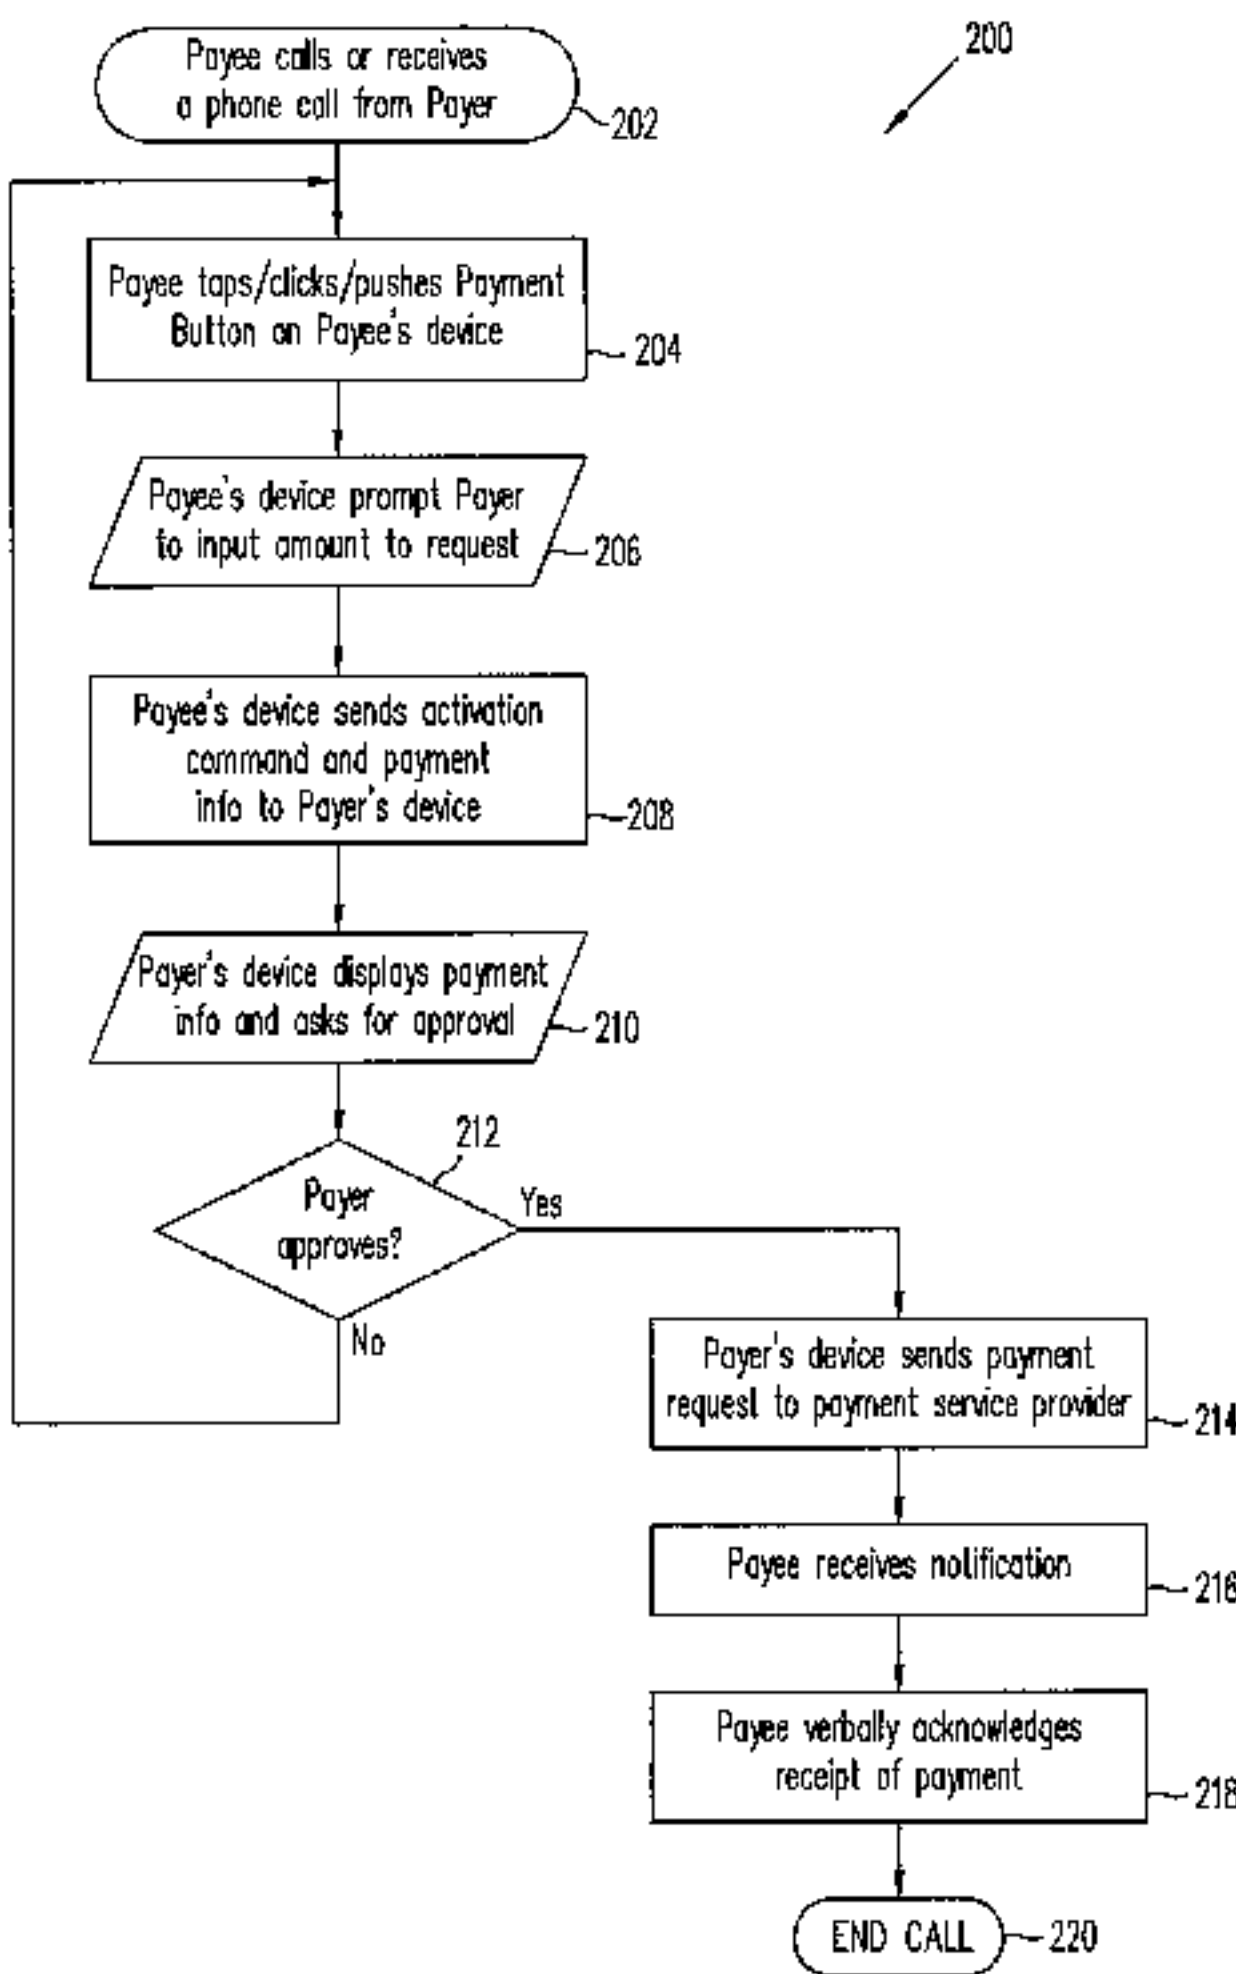 200
Payee calls or receives
a phone call from Payer
202
Payee taps/clicks/pushes Payment
Button on Payee's device
204
Payee's device prompt Payer
to input amount to request
206
Payee's device sends activation
command and payment
info to Payer's device
208
Payer's device displays payment
info and asks for approval
210
212
Payer
approves?
Yes
No
Payer's device sends payment
request to payment service provider
214
Payee receives notification
216
Payee verbally acknowledges
receipt of payment
218
END CALL
220